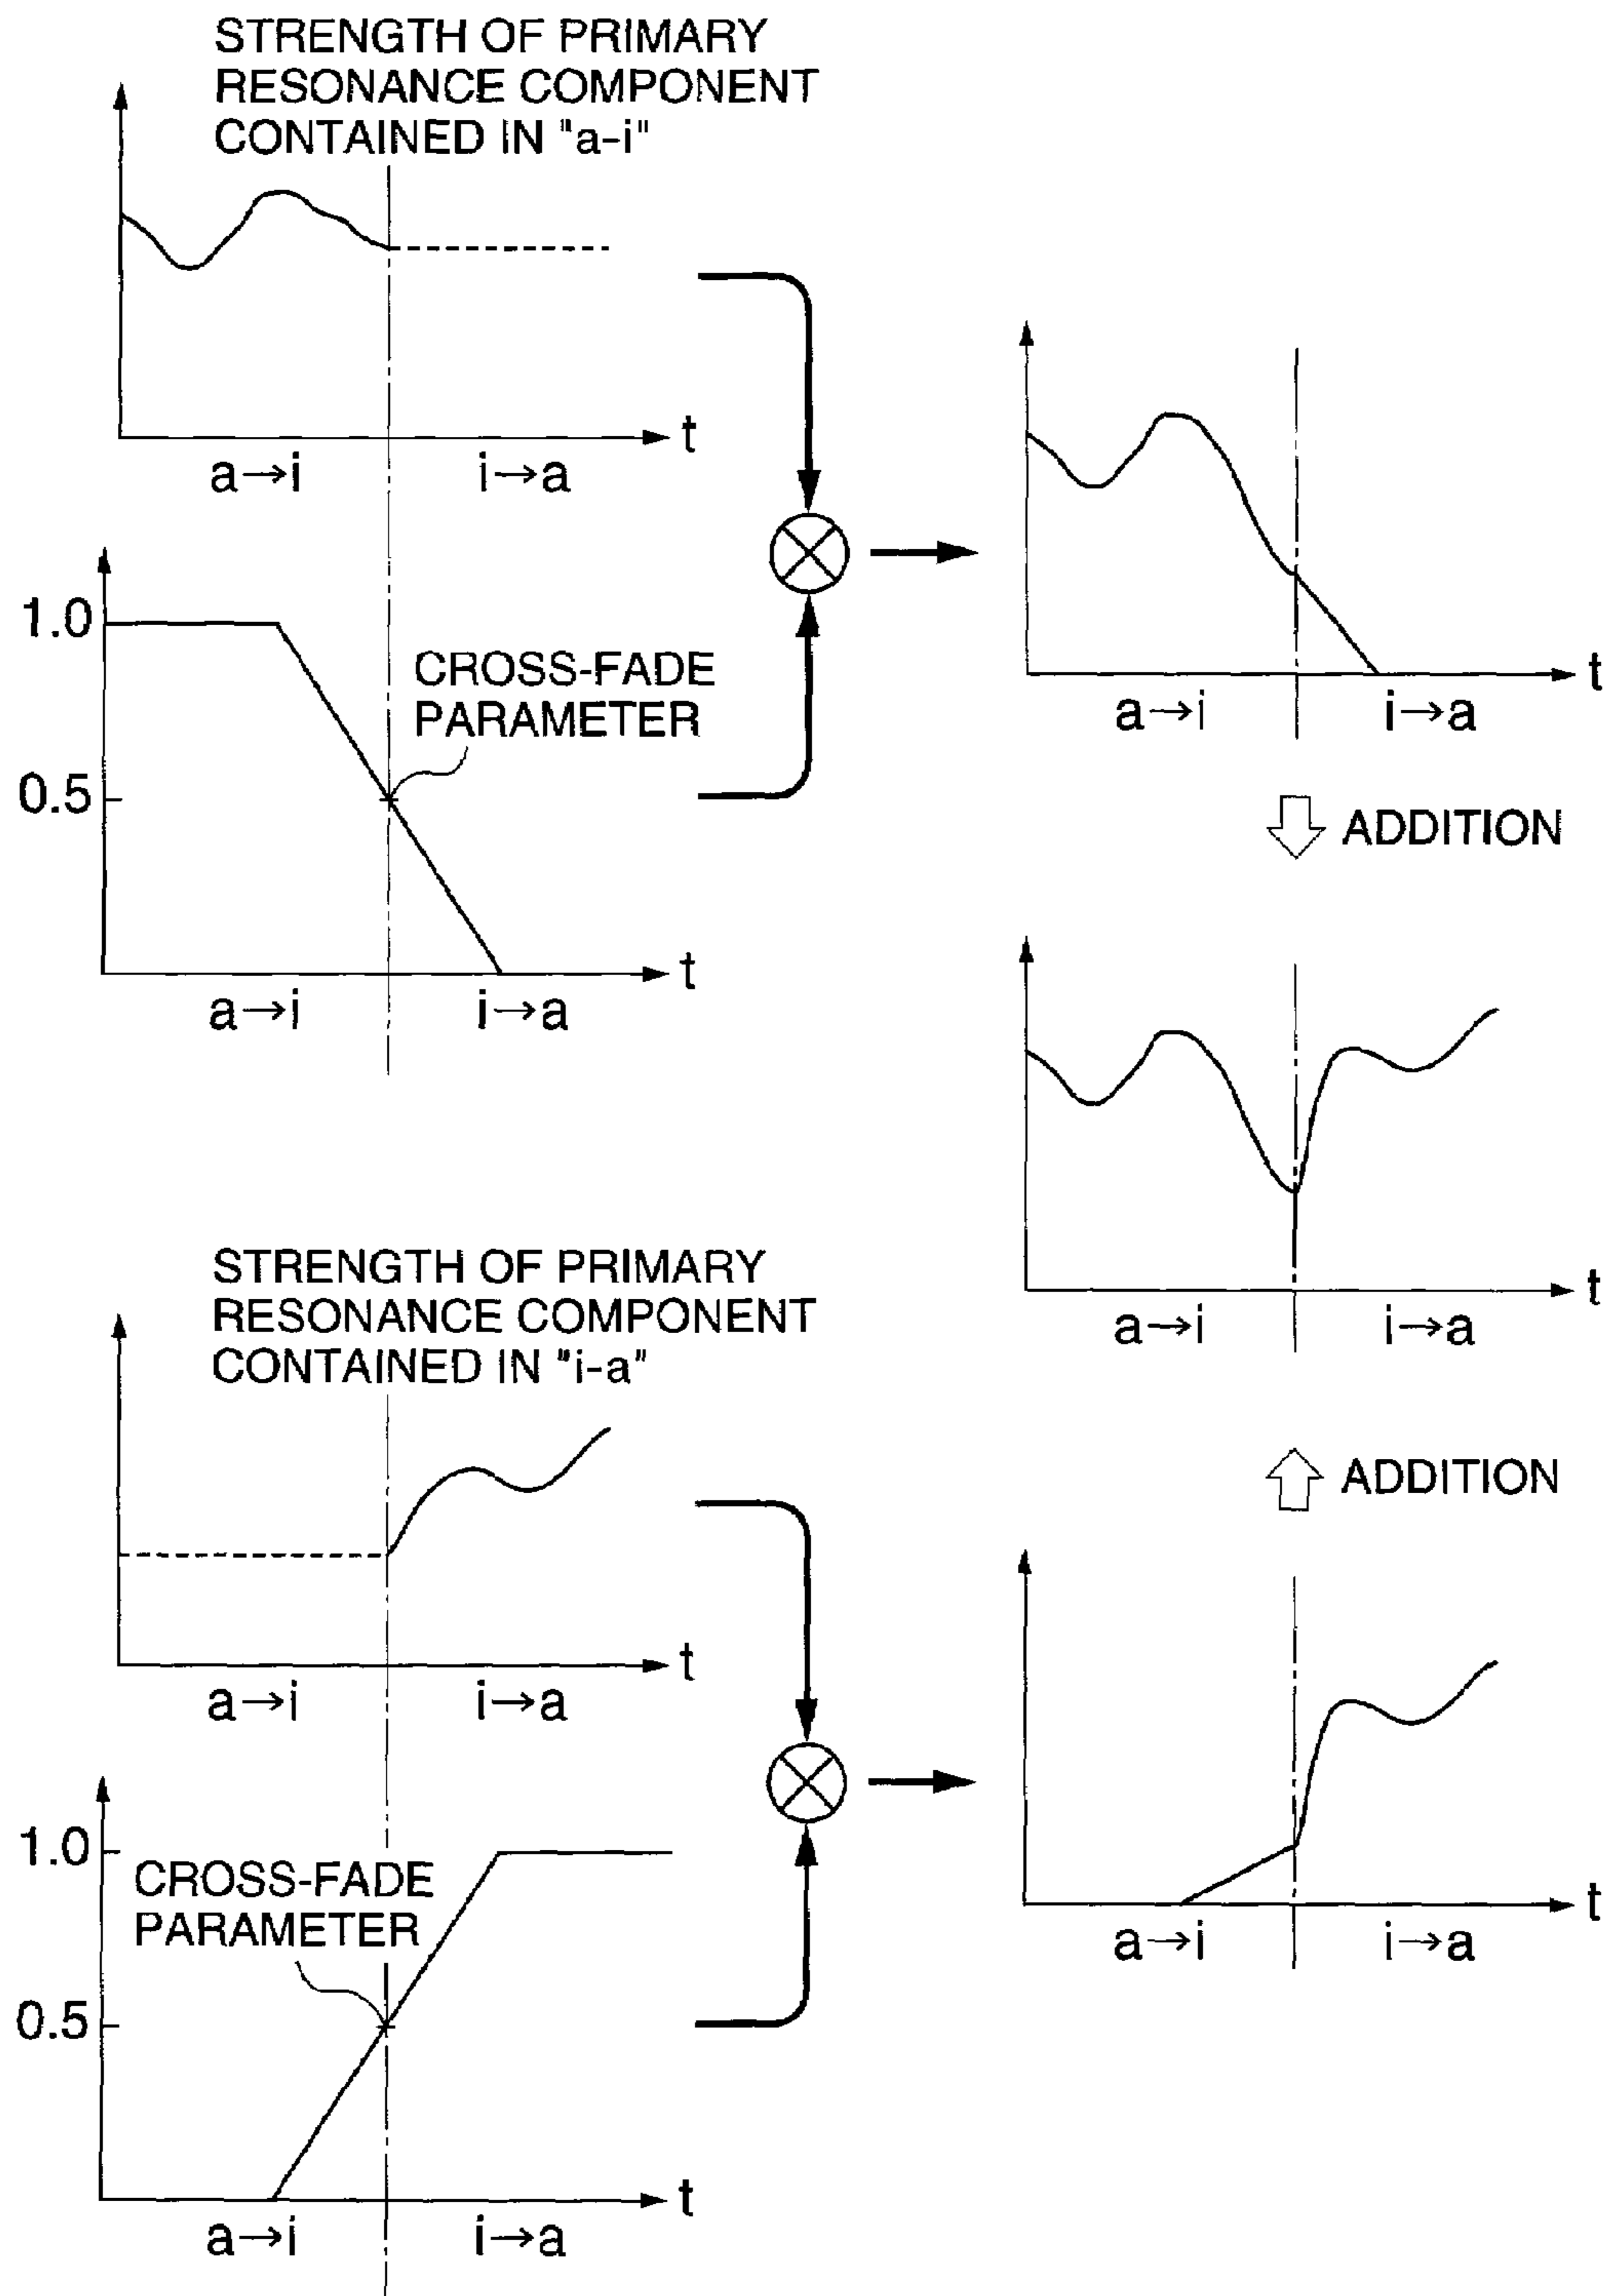 STRENGTH OF PRIMARY
RESONANCE COMPONENT
CONTAINED IN "a-i"
t
a→i
i→a
1.0
CROSS-FADE
PARAMETER
0.5
t
a→i
i→a
t
a→i
i→a
ADDITION
t
a→i
i→a
ADDITION
STRENGTH OF PRIMARY
RESONANCE COMPONENT
CONTAINED IN "i-a"
t
a→i
i→a
1.0
CROSS-FADE
PARAMETER
0.5
t
a→i
i→a
t
a→i
i→a